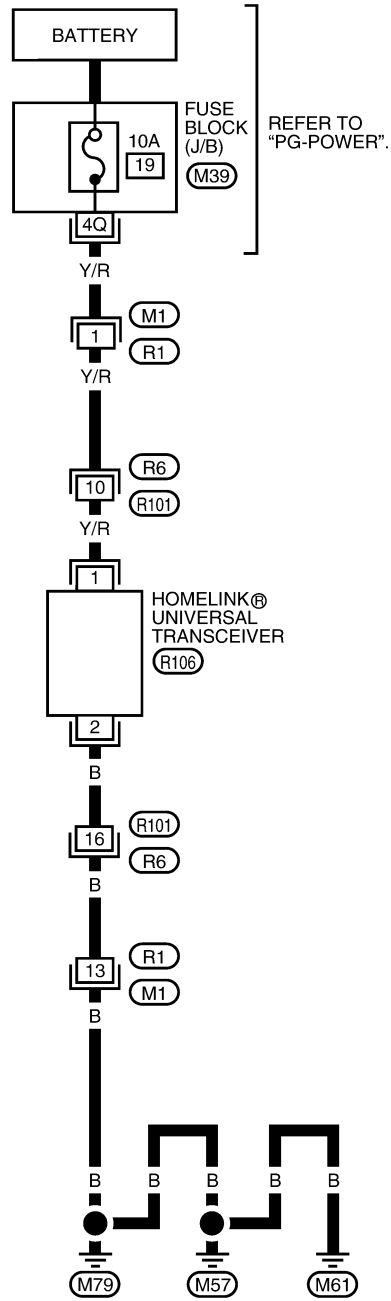 BATTERY
FUSE
BLOCK
(J/B)
M39
REFER TO
“PG-POWER”.
10A
19
4Q
Y/R
M1
1
R1
Y/R
R6
10
R101
Y/R
1
HOMELINK®
UNIVERSAL
TRANSCEIVER
R106
2
B
R101
16
R6
B
R1
13
M1
B
B B B B B
M79 M57 M61